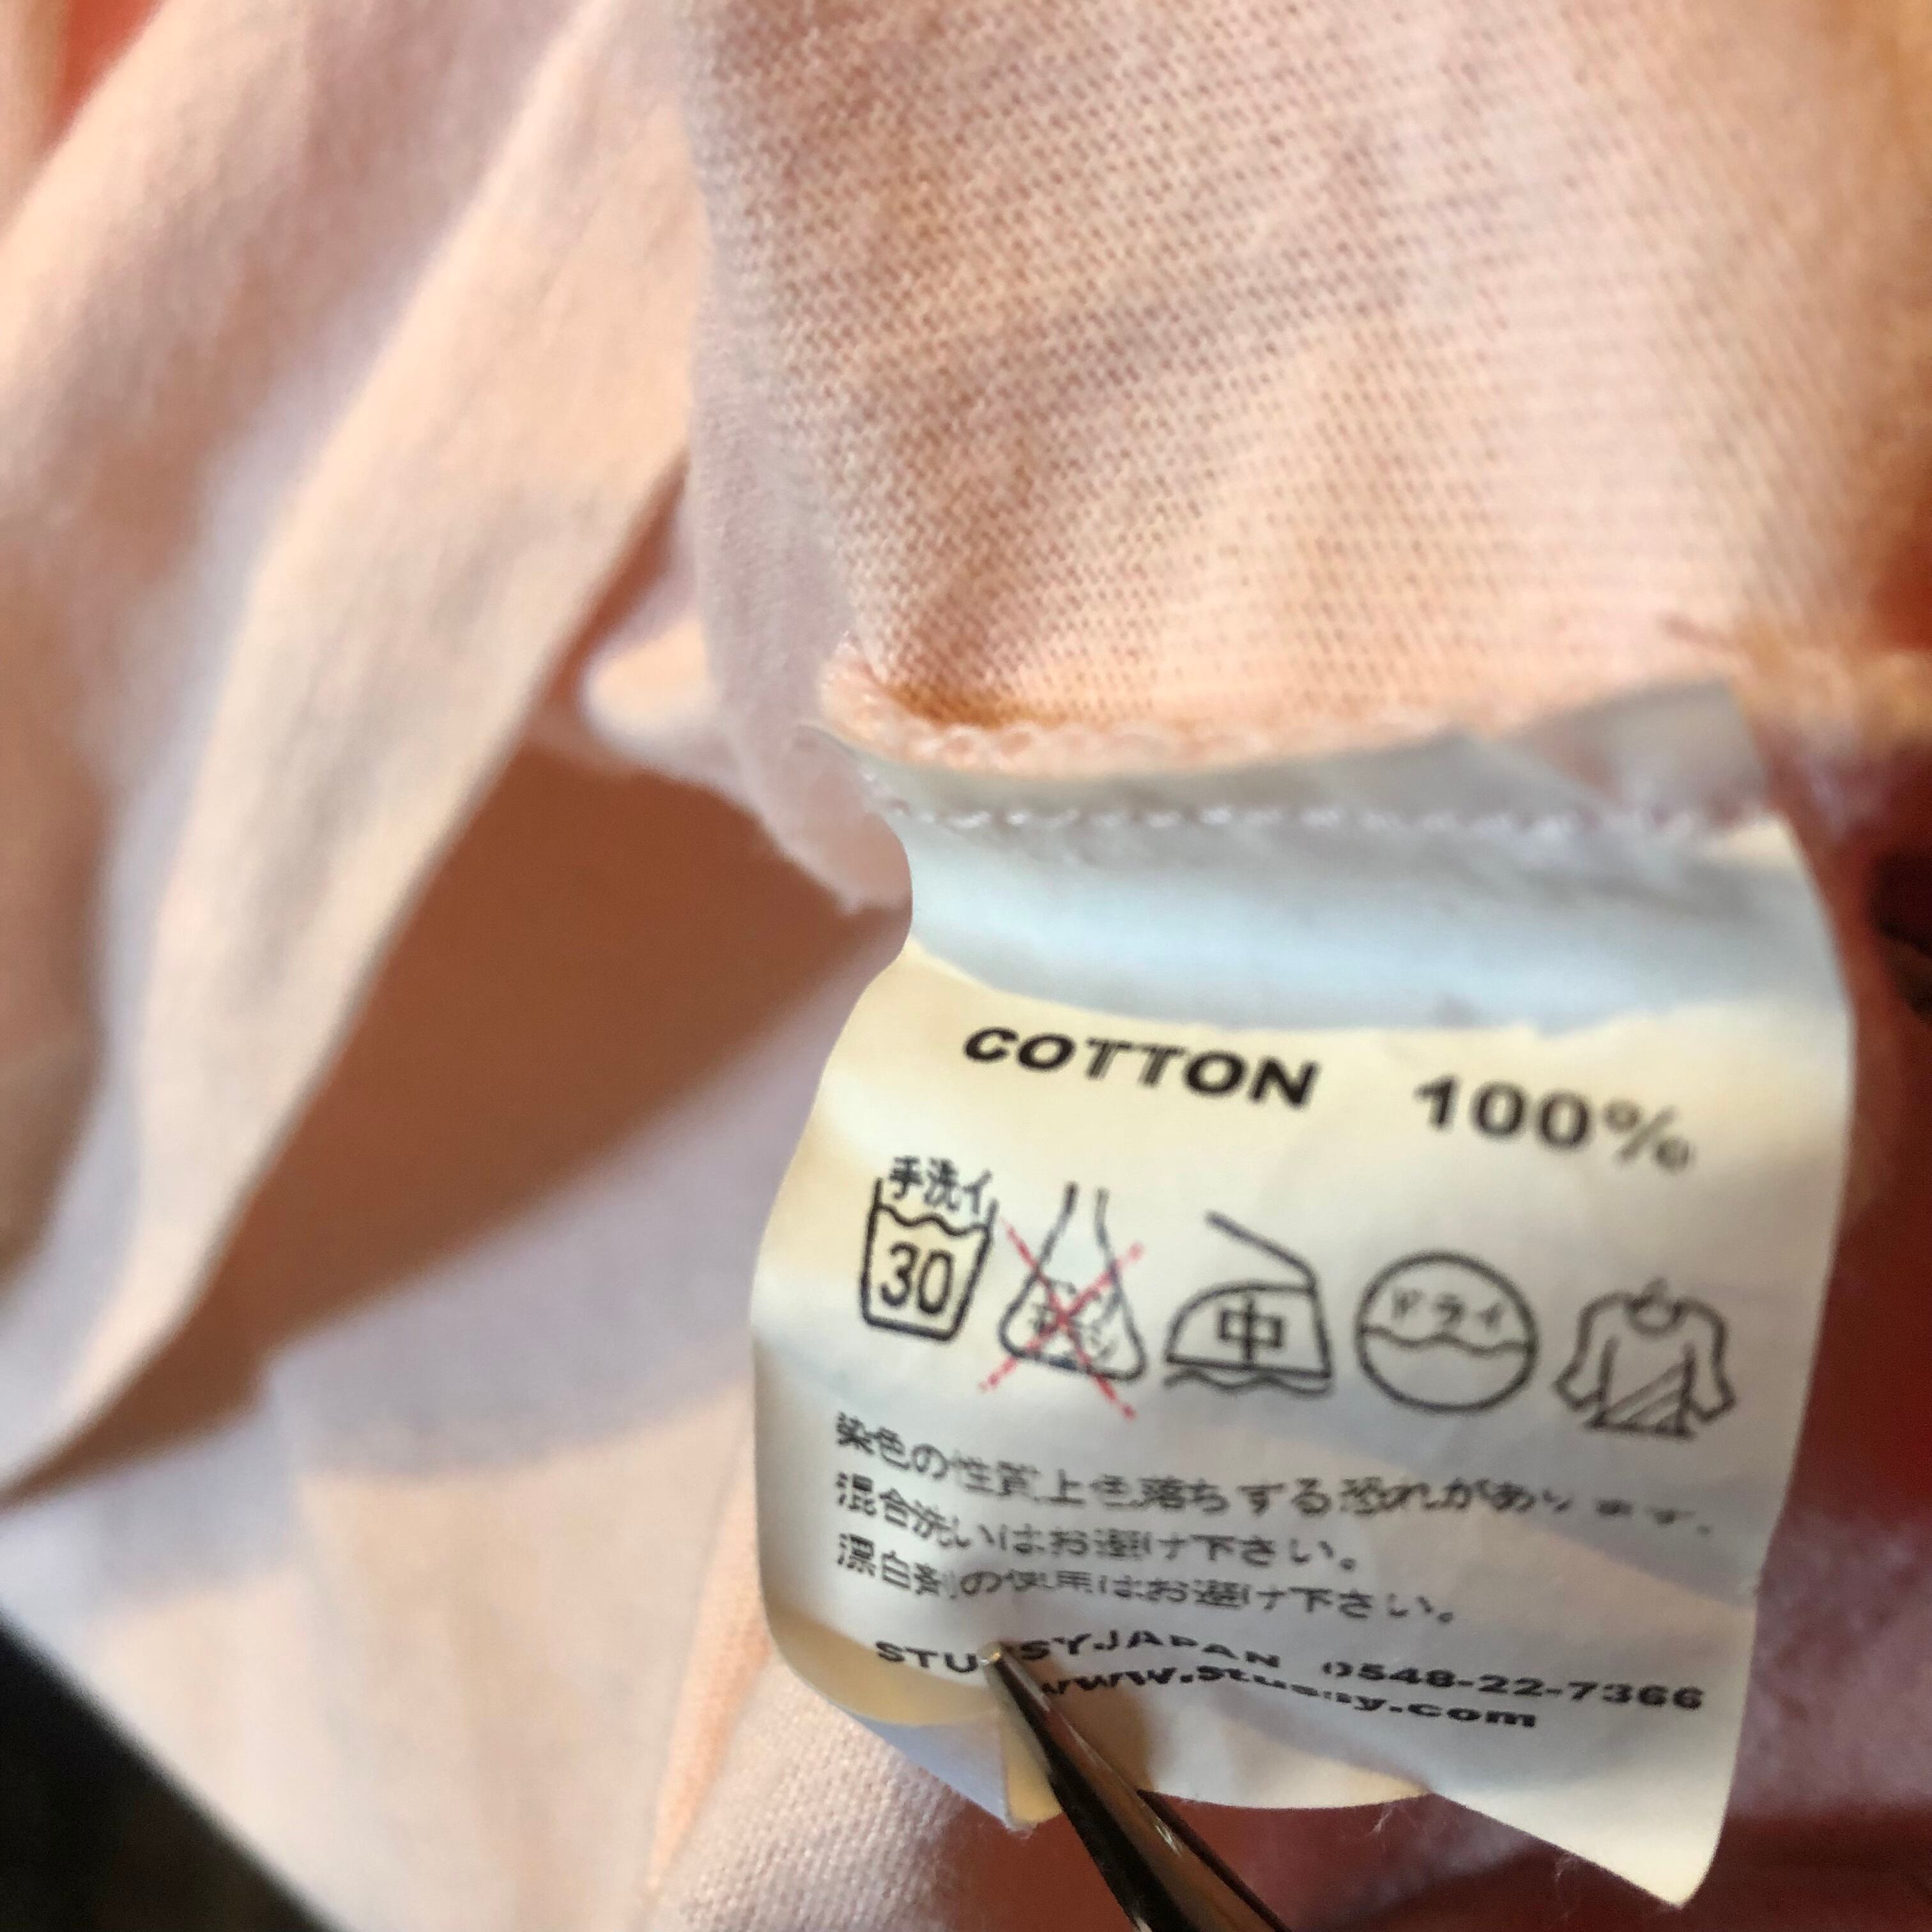 COTTON 100%
手洗イ
30
中
ドライ
染色の性質上色落ちする恐れがあります。
混合洗いはお避け下さい。
漂白剤の使用はお避け下さい。
STUSSY JAPAN 0548-22-7366
www.stussy.com